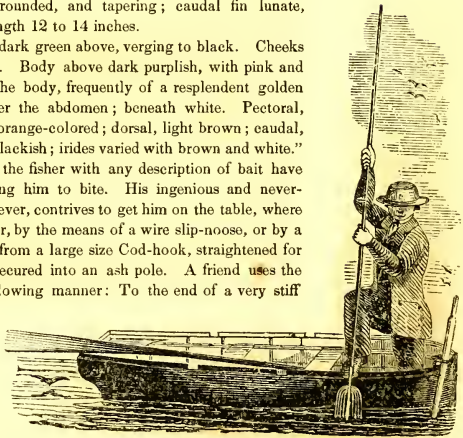 rounded, and tapering; caudal fin lunate,
ngth 12 to 14 inches.
dark green above, verging to black. Cheeks
. Body above dark purplish, with pink and
he body, frequently of a resplendent golden
er the abdomen; beneath white. Pectoral,
orange-colored; dorsal, light brown; caudal,
lackish; irides varied with brown and white."
the fisher with any description of bait have
ng him to bite. His ingenious and never-
ever, contrives to get him on the table, where
r, by the means of a wire slip-noose, or by a
from a large size Cod-hook, straightened for
ecured into an ash pole. A friend uses the
lowing manner: To the end of a very stiff